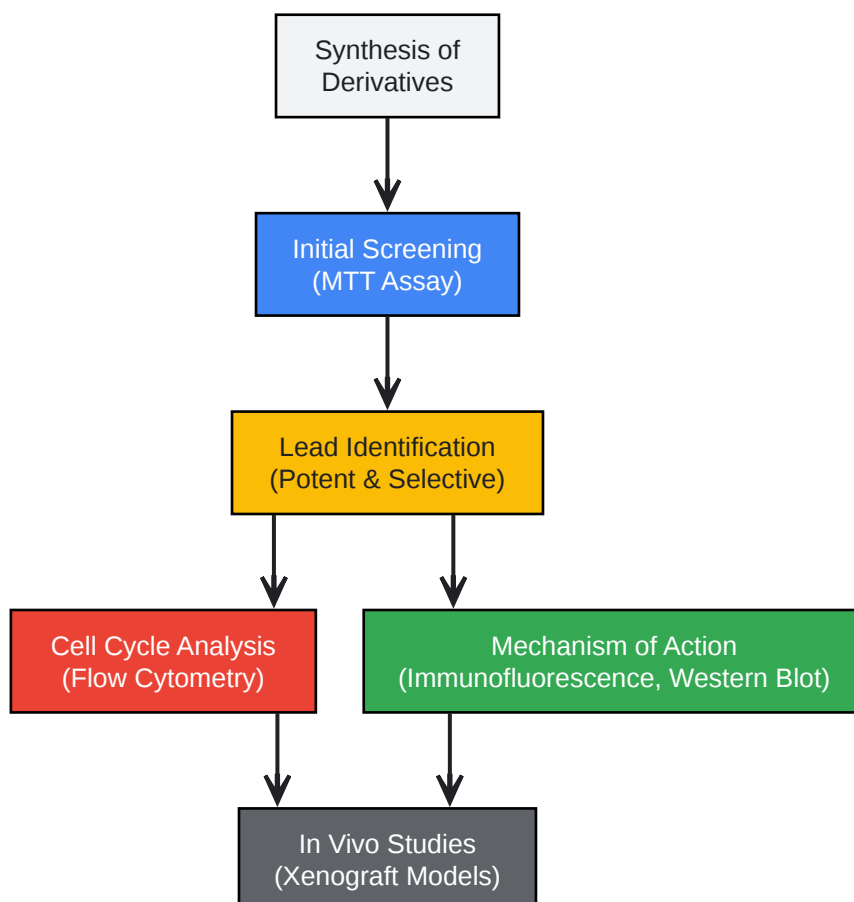 Synthesis of
Derivatives
Initial Screening
(MTT Assay)
Lead Identification
(Potent & Selective)
Cell Cycle Analysis
(Flow Cytometry)
Mechanism of Action
(Immunofluorescence, Western Blot)
In Vivo Studies
(Xenograft Models)